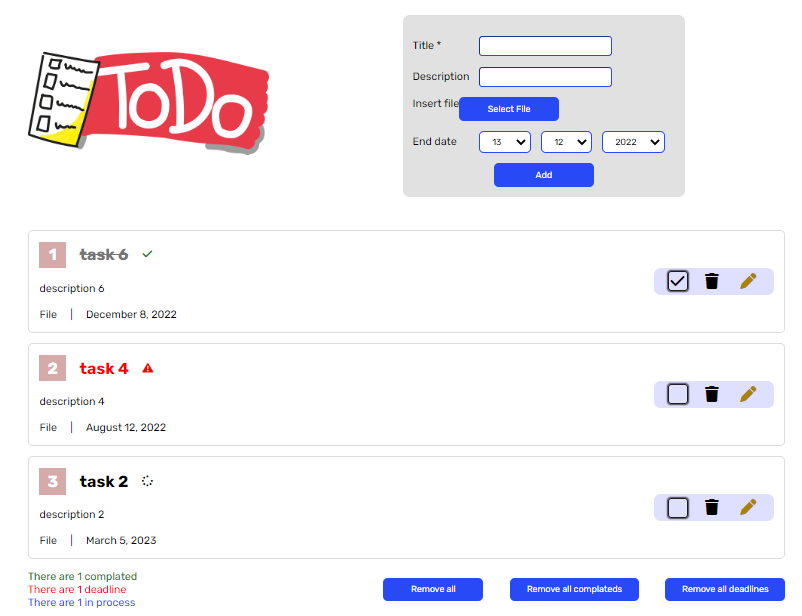 ToDo
Title *
Description
Insert file Select File
End date 13 12 2022
Add
1 task 6
description 6
File | December 8, 2022
2 task 4
description 4
File | August 12, 2022
3 task 2
description 2
File | March 5, 2023
There are 1 complated
There are 1 deadline
There are 1 in process
Remove all Remove all complateds Remove all deadlines